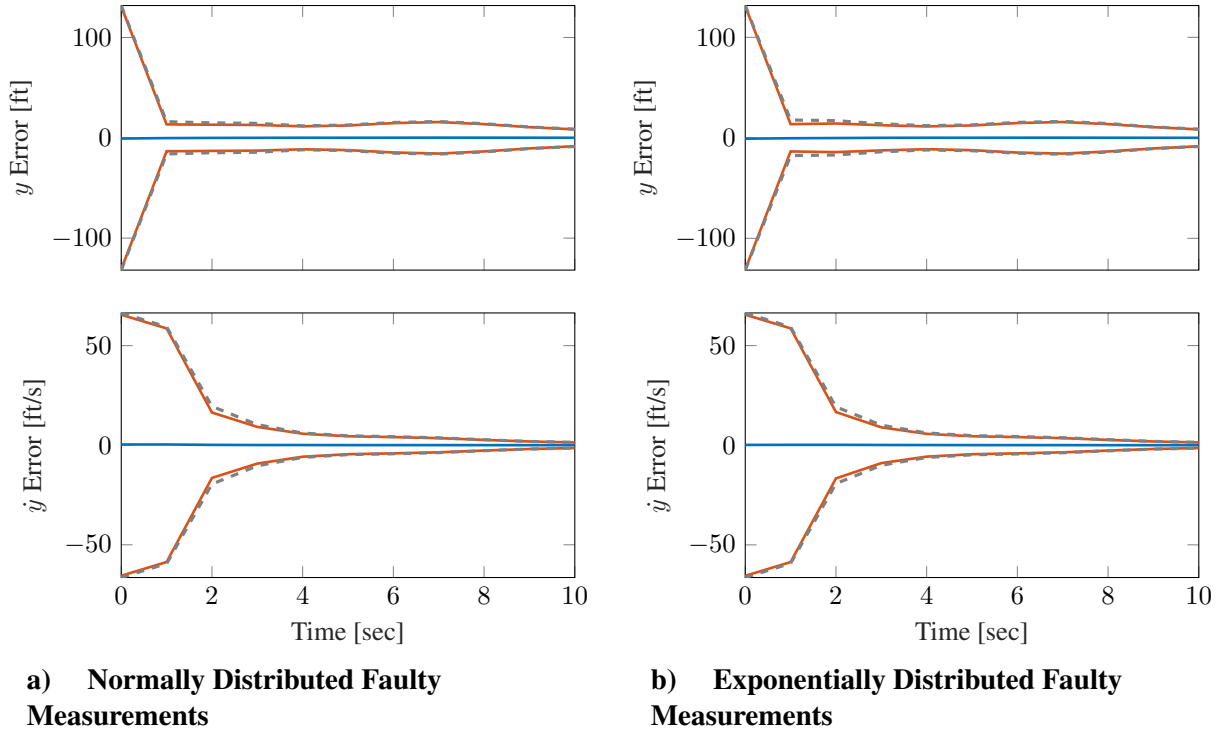 100
0
−100
y Error [ft]
50
0
−50
ẏ Error [ft/s]
0 2 4 6 8 10
Time [sec]
a) Normally Distributed Faulty
Measurements
100
0
−100
y Error [ft]
50
0
−50
ẏ Error [ft/s]
0 2 4 6 8 10
Time [sec]
b) Exponentially Distributed Faulty
Measurements